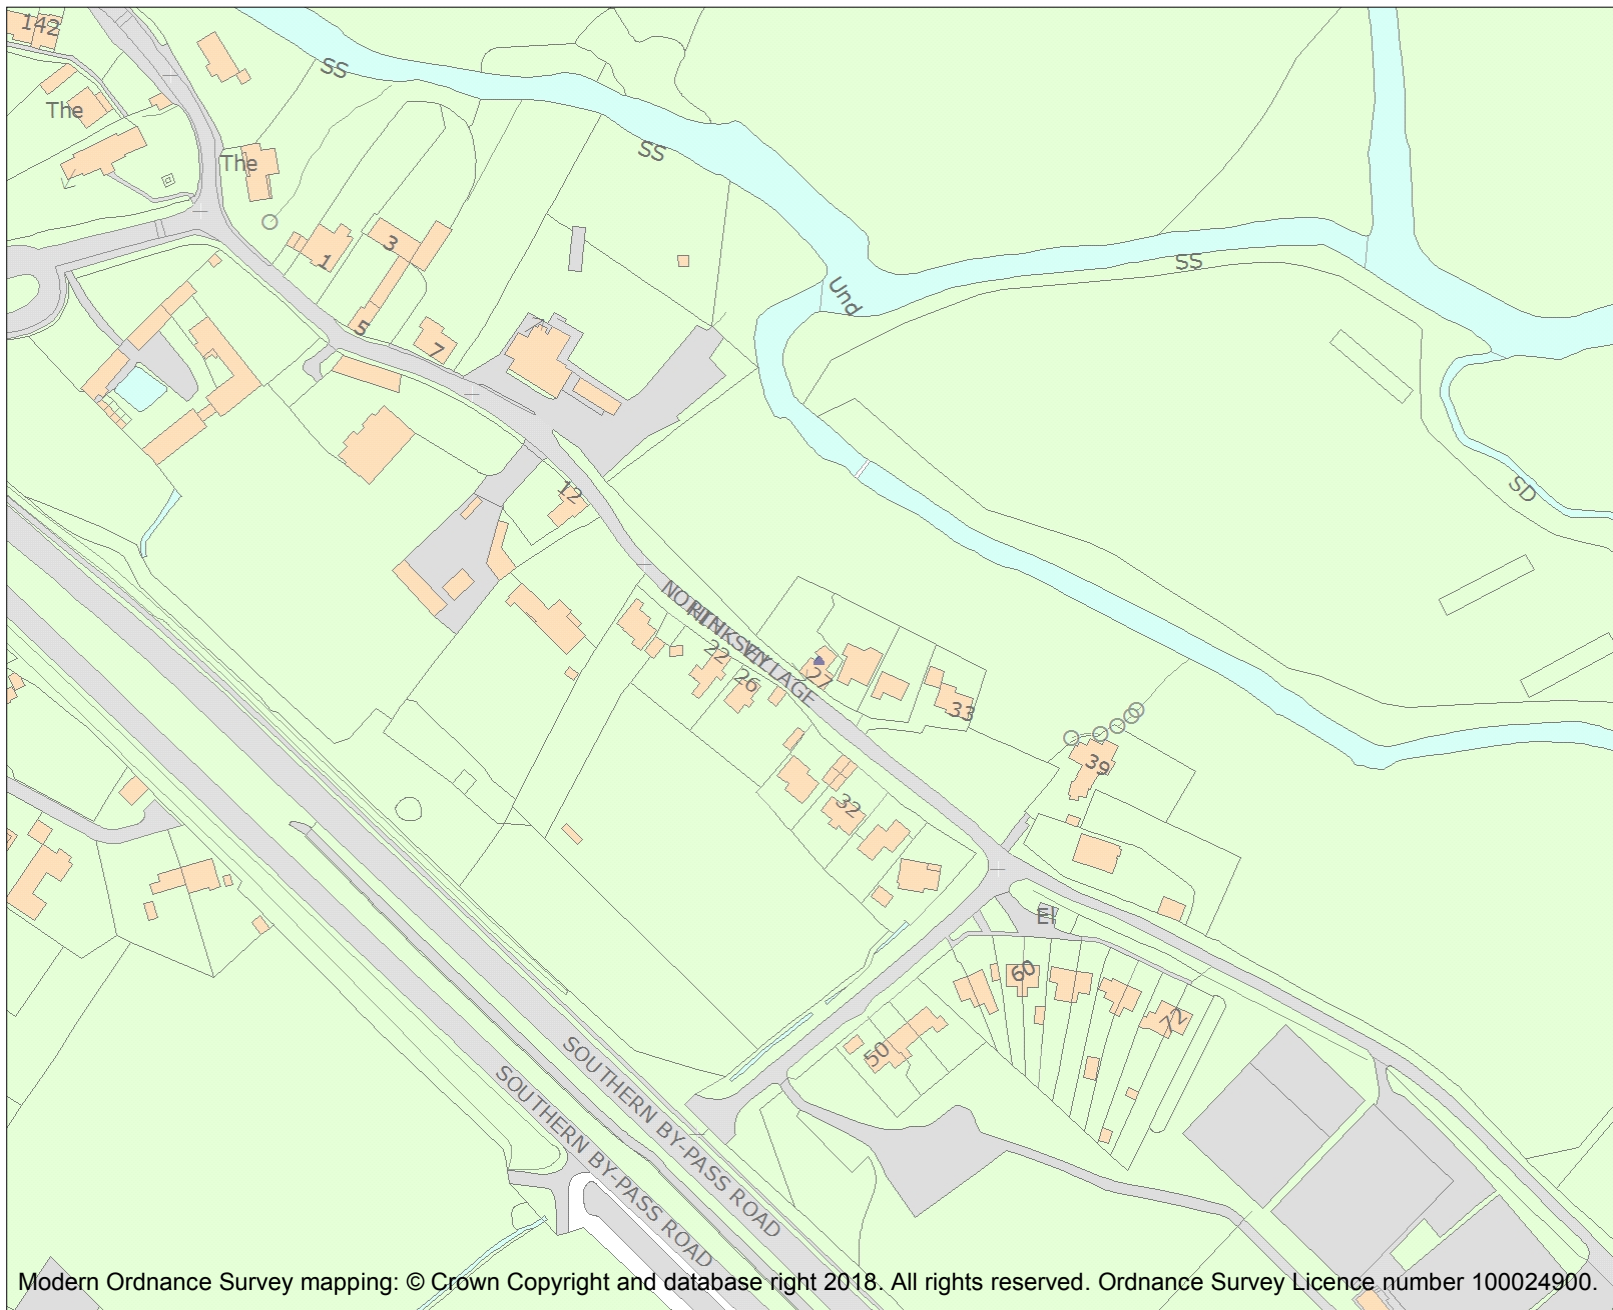 142
SS
The
SS
The
3
1
SS
Und
5
7
12
SD
NORTH HINKSEY VILLAGE
22
27
26
33
39
32
El
60
72
50
SOUTHERN BY-PASS ROAD
SOUTHERN BY-PASS ROAD
Modern Ordnance Survey mapping: © Crown Copyright and database right 2018. All rights reserved. Ordnance Survey Licence number 100024900.